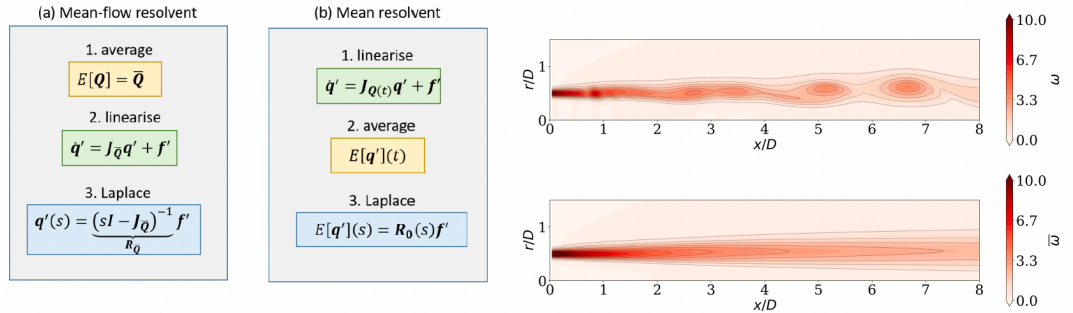 (a) Mean-flow resolvent
1. average
E[Q] = Q̅
2. linearise
q̇′ = J_Q̅ q′ + f′
3. Laplace
q′(s) = (sI − J_Q̅)⁻¹ f′
R_Q̅
(b) Mean resolvent
1. linearise
q̇′ = J_Q(t) q′ + f′
2. average
E[q′](t)
3. Laplace
E[q′](s) = R₀(s)f′
r/D
1
0
0 1 2 3 4 5 6 7 8
x/D
10.0
6.7
3.3
0.0
ω
r/D
1
0
0 1 2 3 4 5 6 7 8
x/D
10.0
6.7
3.3
0.0
ω̅